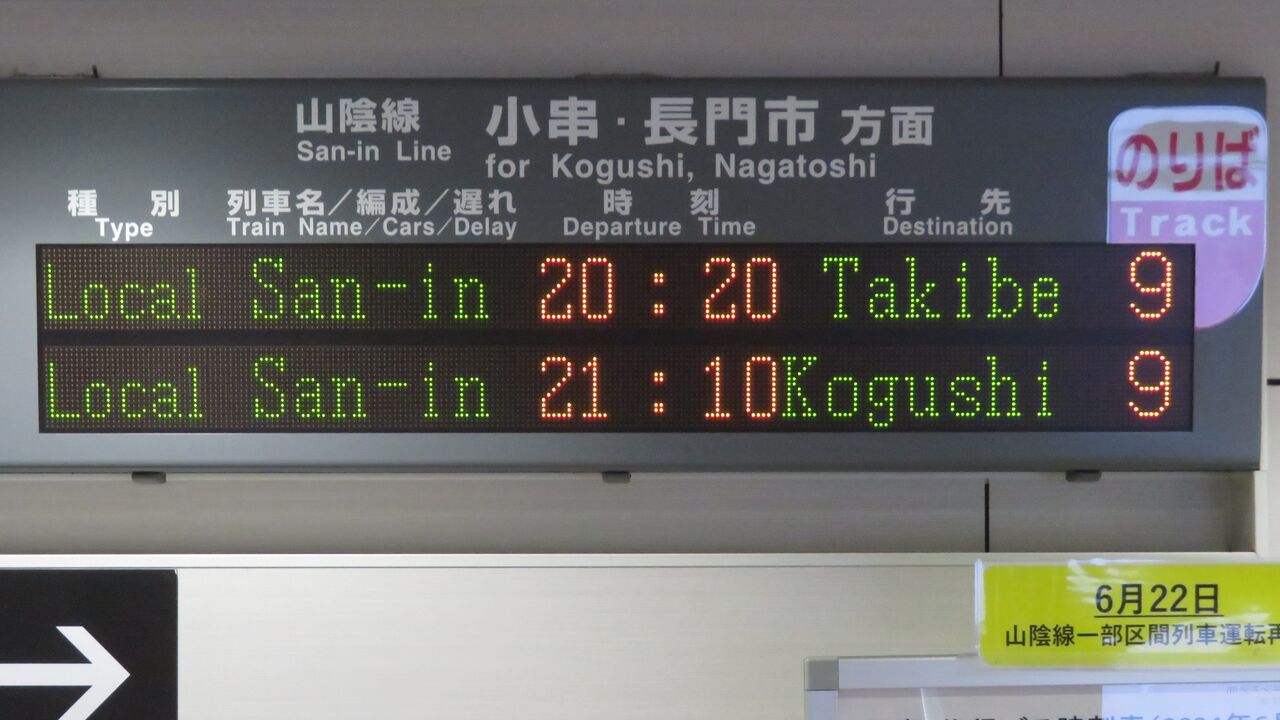 山陰線 小串・長門市 方面
San-in Line for Kogushi, Nagatoshi
種別 列車名／編成／遅れ 時刻 行先 のりば
Type Train Name／Cars／Delay Departure Time Destination Track
Local San-in 20:20 Takibe 9
Local San-in 21:10 Kogushi 9
6月22日
山陰線一部区間列車運転再